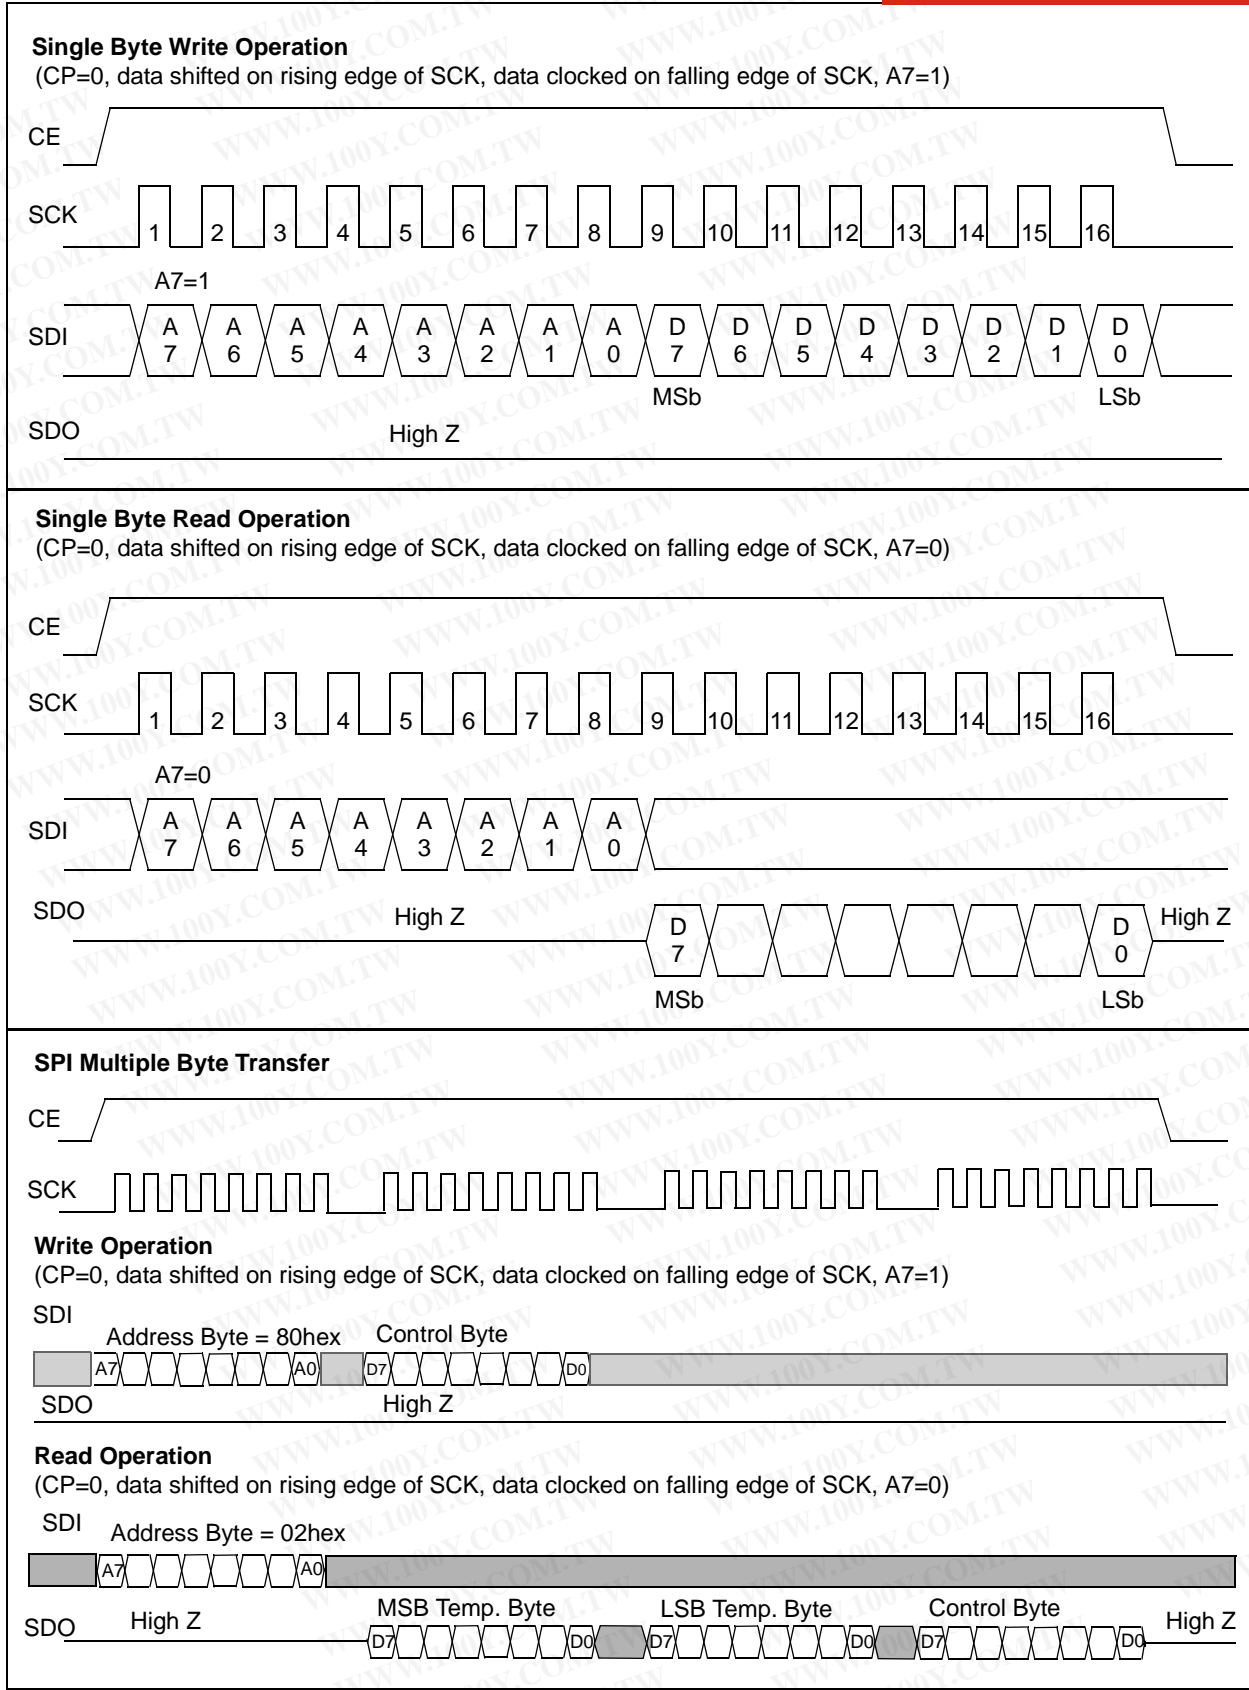 Single Byte Write Operation
(CP=0, data shifted on rising edge of SCK, data clocked on falling edge of SCK, A7=1)
CE
SCK
1 2 3 4 5 6 7 8 9 10 11 12 13 14 15 16
A7=1
SDI
A7 A6 A5 A4 A3 A2 A1 A0 D7 D6 D5 D4 D3 D2 D1 D0
MSb LSb
SDO
High Z
Single Byte Read Operation
(CP=0, data shifted on rising edge of SCK, data clocked on falling edge of SCK, A7=0)
CE
SCK
1 2 3 4 5 6 7 8 9 10 11 12 13 14 15 16
A7=0
SDI
A7 A6 A5 A4 A3 A2 A1 A0
SDO
High Z
D7 D0
High Z
MSb LSb
SPI Multiple Byte Transfer
CE
SCK
Write Operation
(CP=0, data shifted on rising edge of SCK, data clocked on falling edge of SCK, A7=1)
SDI
Address Byte = 80hex Control Byte
A7 A0 D7 D0
SDO
High Z
Read Operation
(CP=0, data shifted on rising edge of SCK, data clocked on falling edge of SCK, A7=0)
SDI
Address Byte = 02hex
A7 A0
MSB Temp. Byte LSB Temp. Byte Control Byte
SDO
High Z
D7 D0 D7 D0 D7 D0
High Z
WWW.100Y.COM.TW